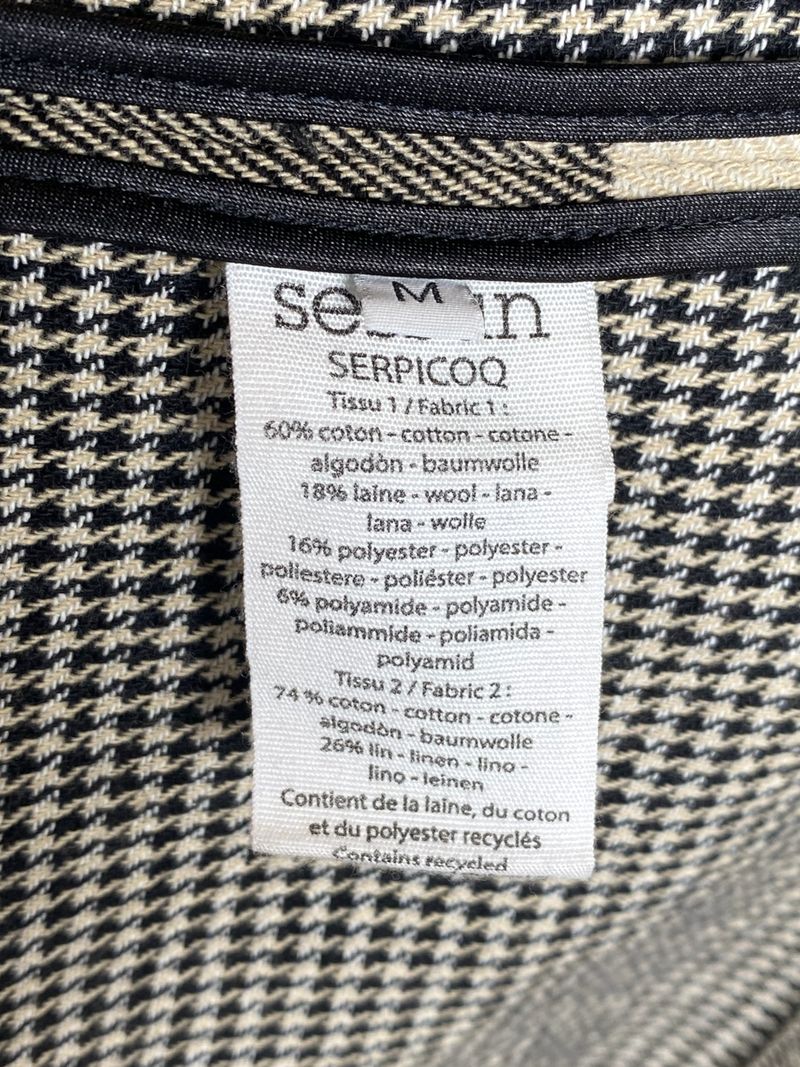 M
SERPICOQ
Tissu 1 / Fabric 1 :
60% coton - cotton - cotone -
algodòn - baumwolle
18% laine - wool - lana -
lana - wolle
16% polyester - polyester -
poliestere - poliéster - polyester
6% polyamide - polyamide -
poliammide - poliamida -
polyamid
Tissu 2 / Fabric 2 :
74 % coton - cotton - cotone -
algodòn - baumwolle
26% lin - linen - lino -
lino - leinen
Contient de la laine, du coton
et du polyester recyclés
Contains recycled